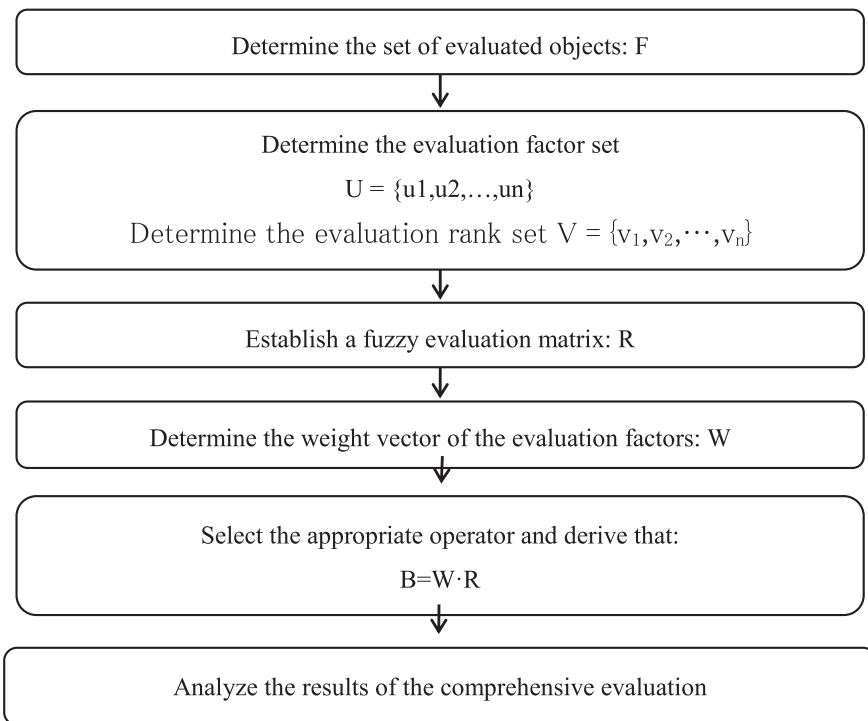 Determine the set of evaluated objects: F
Determine the evaluation factor set
U = {u1,u2,…,un}
Determine the evaluation rank set V = {v₁,v₂,⋯,vₙ}
Establish a fuzzy evaluation matrix: R
Determine the weight vector of the evaluation factors: W
Select the appropriate operator and derive that:
B=W·R
Analyze the results of the comprehensive evaluation